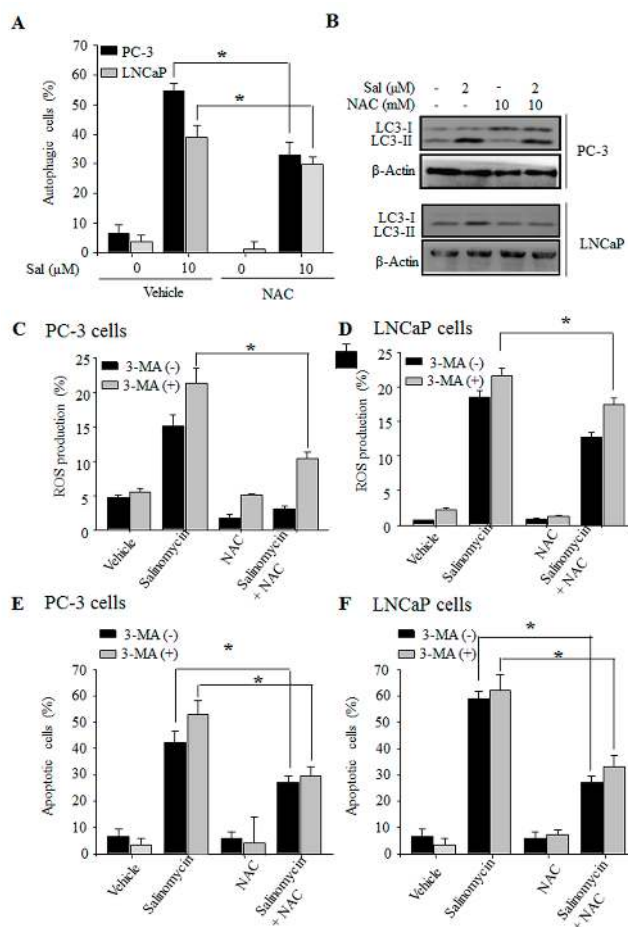 A
PC-3
LNCaP
Autophagic cells (%)
70
60
50
40
30
20
10
0
*
*
Sal (μM) 0 10 0 10
Vehicle NAC
B
Sal (μM) - 2 - 2
NAC (mM) - - 10 10
LC3-I
LC3-II
β-Actin
PC-3
LC3-I
LC3-II
β-Actin
LNCaP
C PC-3 cells
3-MA (-)
3-MA (+)
ROS production (%)
25
20
15
10
5
0
*
Vehicle
Salinomycin
NAC
Salinomycin
+ NAC
D LNCaP cells
3-MA (-)
3-MA (+)
ROS production (%)
25
20
15
10
5
0
*
Vehicle
Salinomycin
NAC
Salinomycin
+ NAC
E PC-3 cells
3-MA (-)
3-MA (+)
Apoptotic cells (%)
70
60
50
40
30
20
10
0
*
*
Vehicle
Salinomycin
NAC
Salinomycin
+ NAC
F LNCaP cells
3-MA (-)
3-MA (+)
Apoptotic cells (%)
70
60
50
40
30
20
10
0
*
*
Vehicle
Salinomycin
NAC
Salinomycin
+ NAC